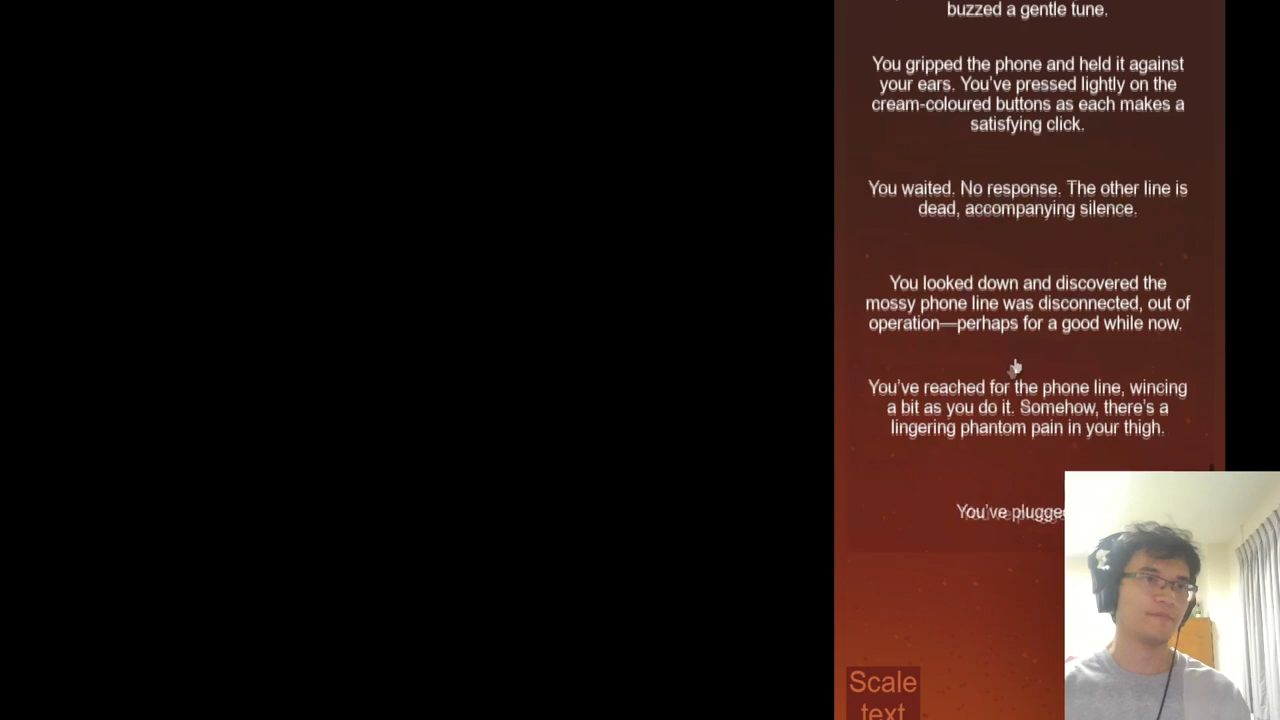 buzzed a gentle tune.
You gripped the phone and held it against
your ears. You've pressed lightly on the
cream-coloured buttons as each makes a
satisfying click.
You waited. No response. The other line is
dead, accompanying silence.
You looked down and discovered the
mossy phone line was disconnected, out of
operation—perhaps for a good while now.
You've reached for the phone line, wincing
a bit as you do it. Somehow, there's a
lingering phantom pain in your thigh.
You've plugge
Scale
text